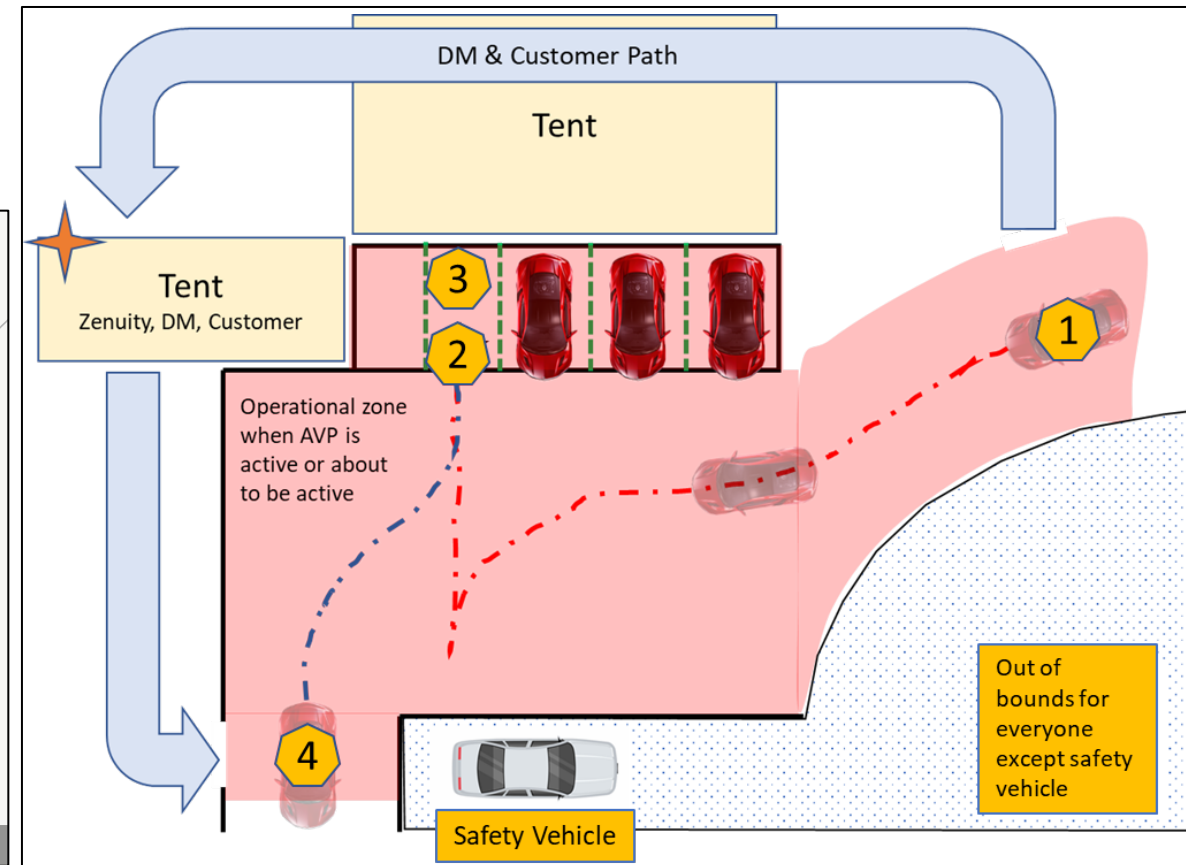 DM & Customer Path
Tent
Tent
Zenuity, DM, Customer
3
2
1
Operational zone
when AVP is
active or about
to be active
4
Out of
bounds for
everyone
except safety
vehicle
Safety Vehicle